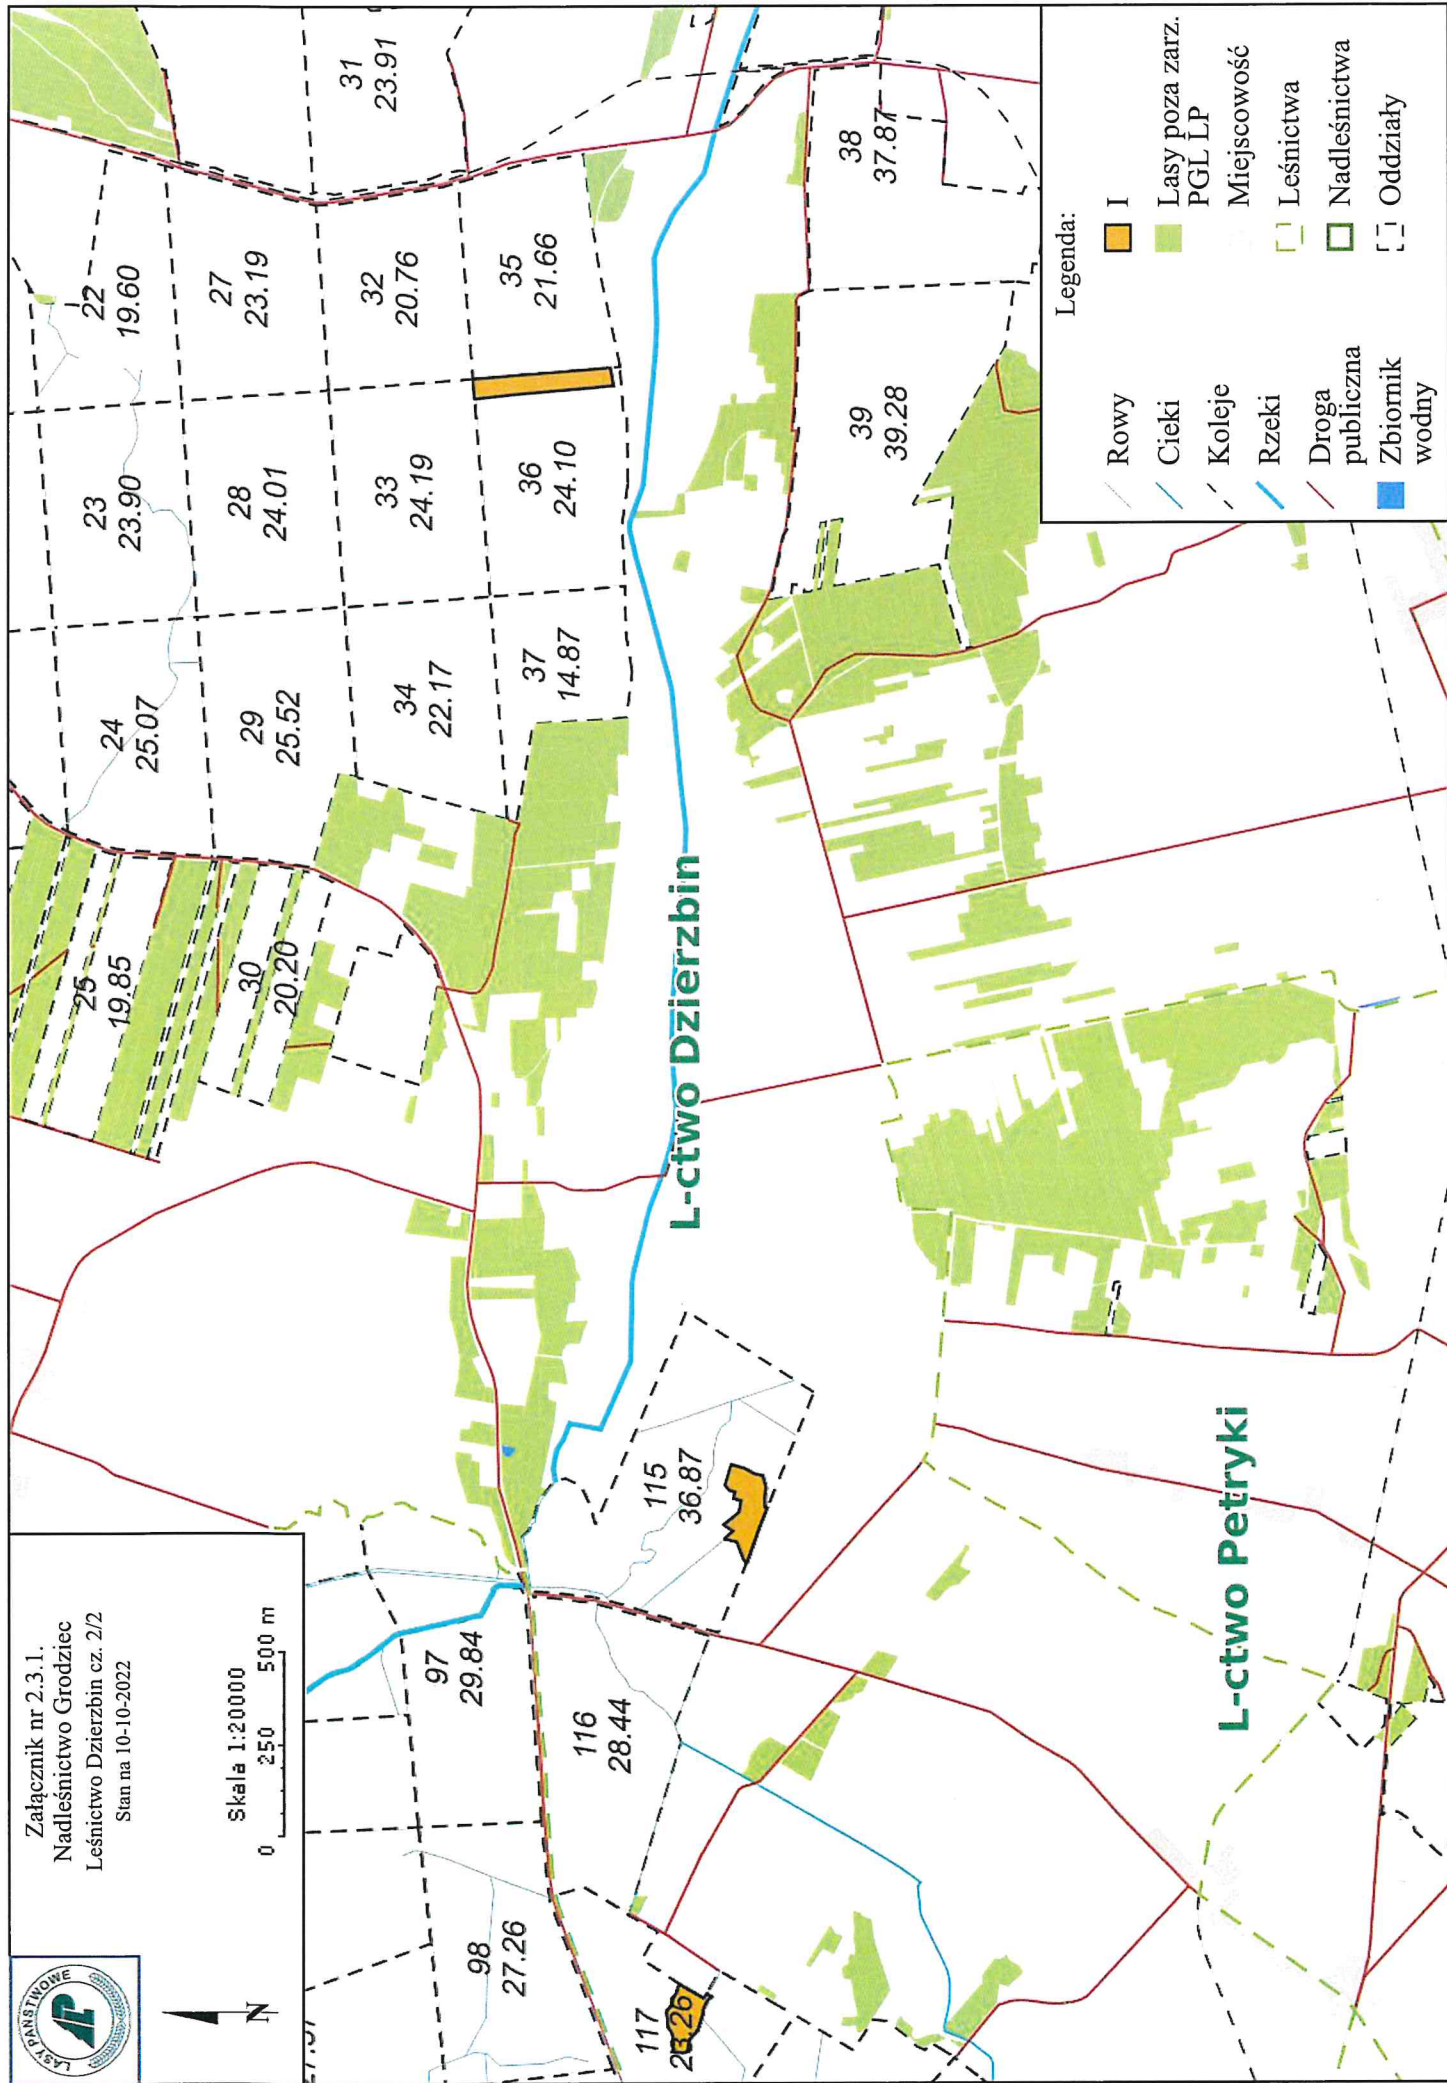 LASY PAŃSTWOWE
N
Załącznik nr 2.3.1.
Nadleśnictwo Grodziec
Leśnictwo Dzierzbin cz. 2/2
Stan na 10-10-2022
Skala 1:20000
0 250 500 m
98
27.26
97
29.84
117
23.26
116
28.44
115
36.87
25
19.85
30
20.20
24
25.07
29
25.52
34
22.17
37
14.87
23
23.90
28
24.01
33
24.19
36
24.10
22
19.60
27
23.19
32
20.76
35
21.66
31
23.91
38
37.87
39
39.28
L-ctwo Dzierzbin
L-ctwo Petryki
Legenda:
Rowy
Cieki
Koleje
Rzeki
Droga
publiczna
Zbiornik
wodny
I
Lasy poza zarz.
PGL LP
Miejscowość
Leśnictwa
Nadleśnictwa
Oddziały